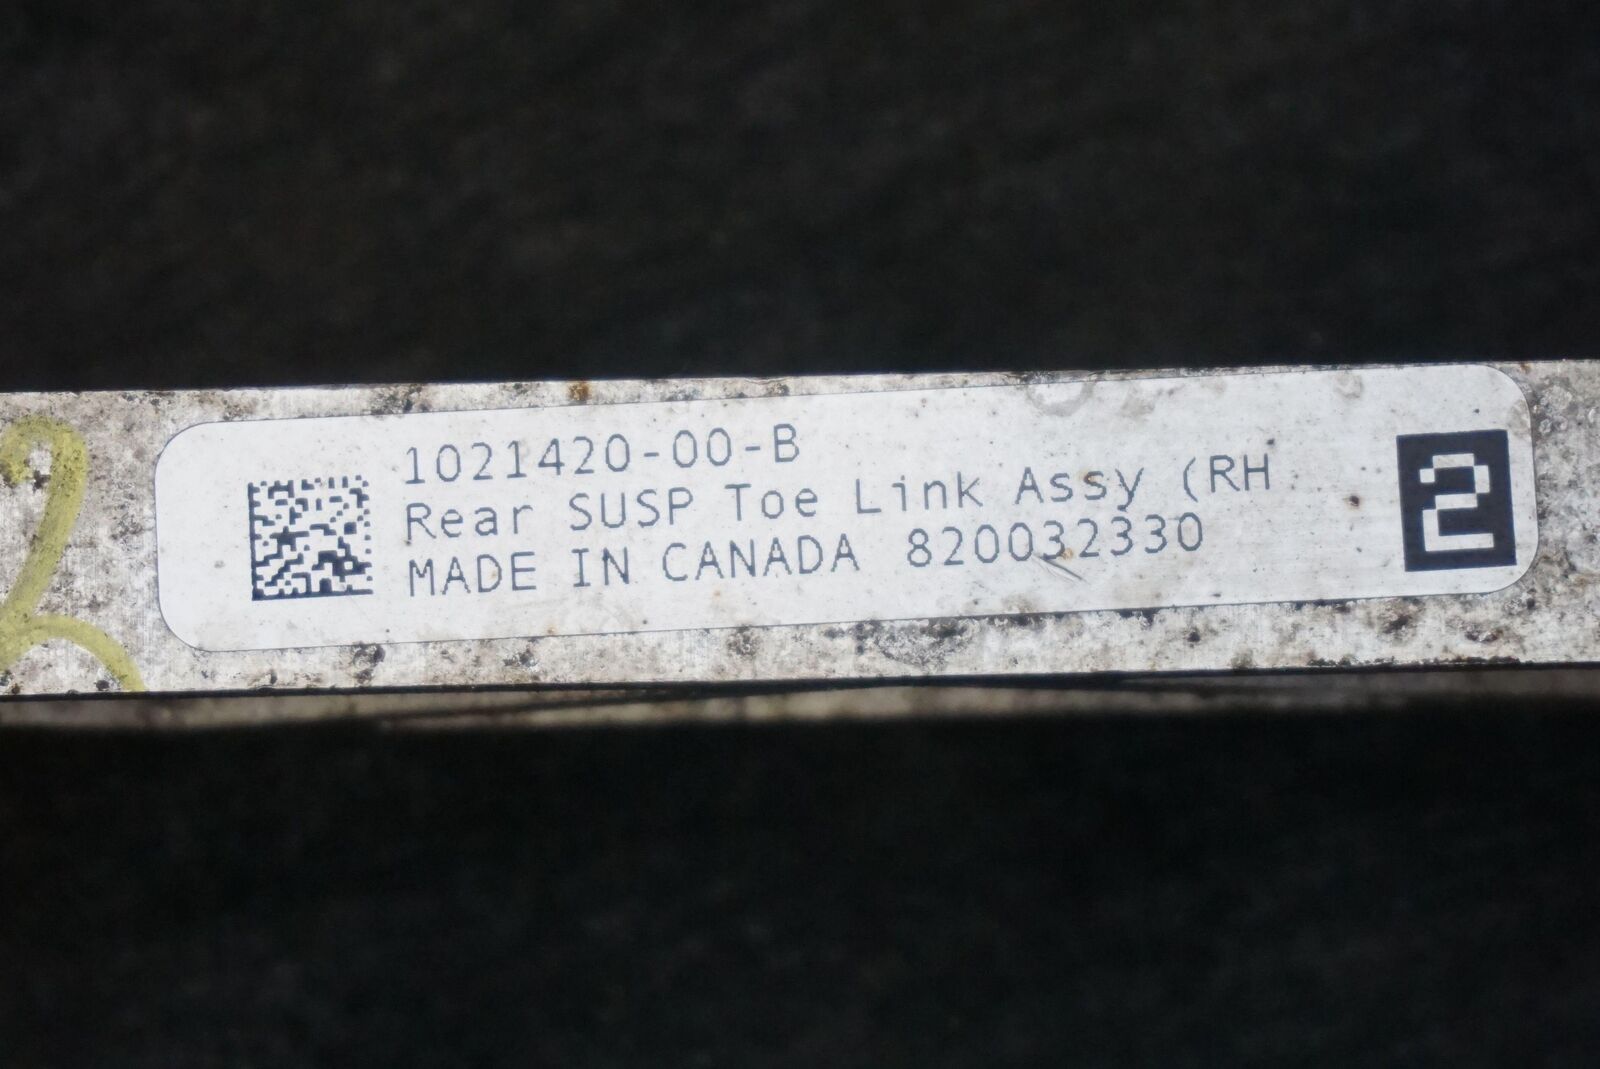 1021420-00-B
Rear SUSP Toe Link Assy (RH
MADE IN CANADA 820032330
2